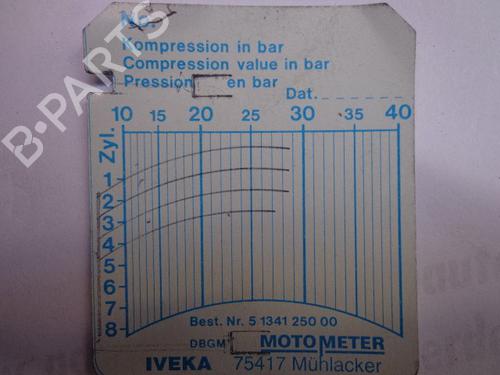 No.
Kompression in bar
Compression value in bar
Pression en bar
Dat.
10 15 20 25 30 35 40
Zyl.
1
2
3
4
5
6
7
8
Best. Nr. 5 1341 250 00
DBGM MOTOMETER
IVEKA 75417 Mühlacker
B-PARTS